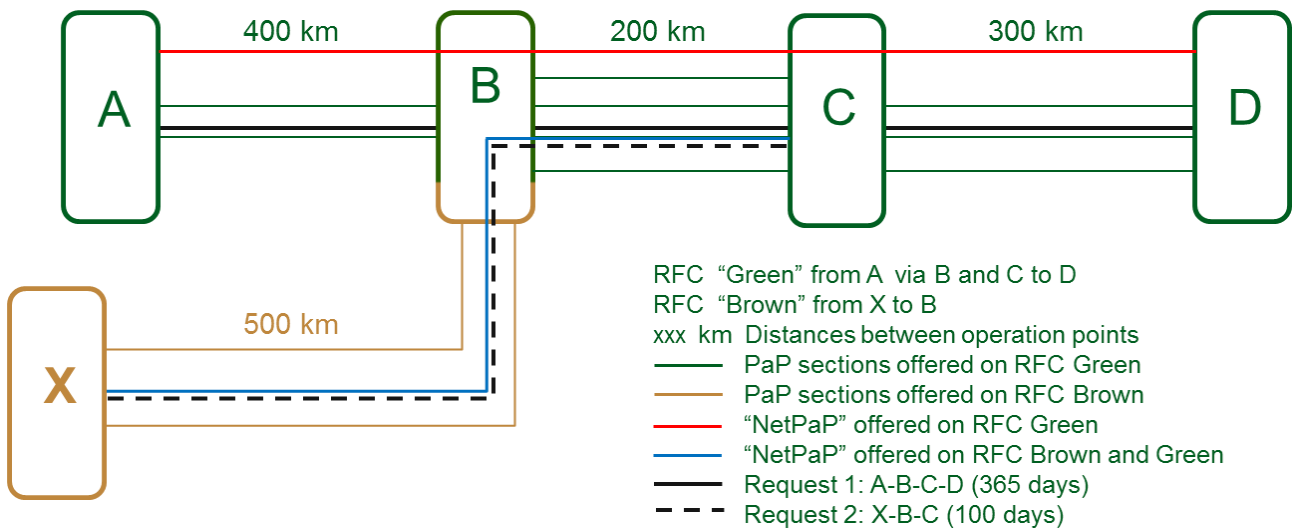 400 km
200 km
300 km
A
B
C
D
500 km
X
RFC “Green” from A via B and C to D
RFC “Brown” from X to B
xxx km Distances between operation points
PaP sections offered on RFC Green
PaP sections offered on RFC Brown
“NetPaP” offered on RFC Green
“NetPaP” offered on RFC Brown and Green
Request 1: A-B-C-D (365 days)
Request 2: X-B-C (100 days)